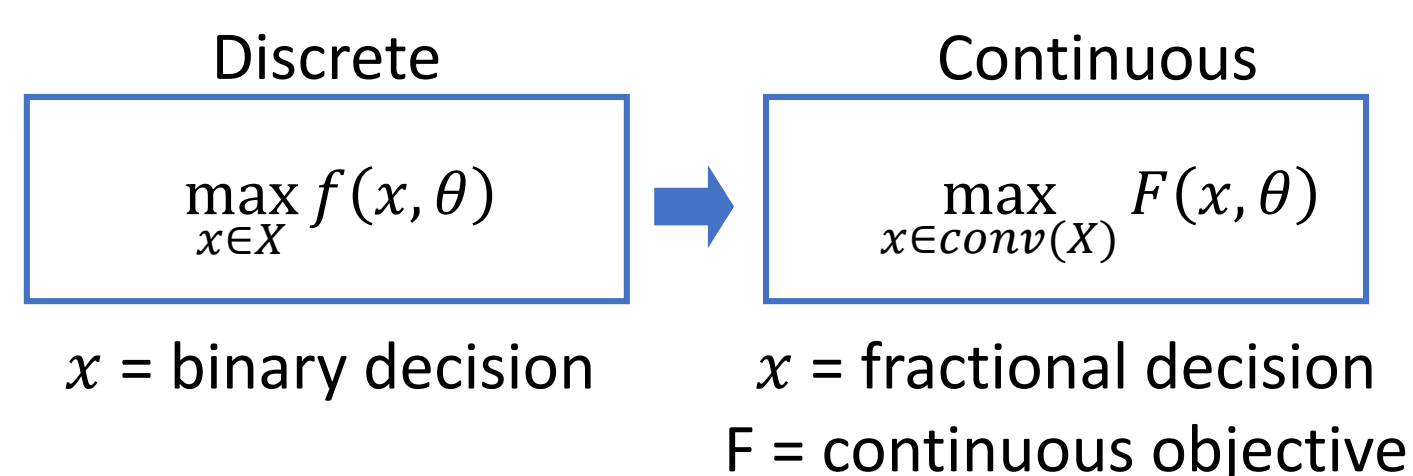 Discrete
max f(x, θ)
x∈X
x = binary decision
Continuous
max F(x, θ)
x∈conv(X)
x = fractional decision
F = continuous objective